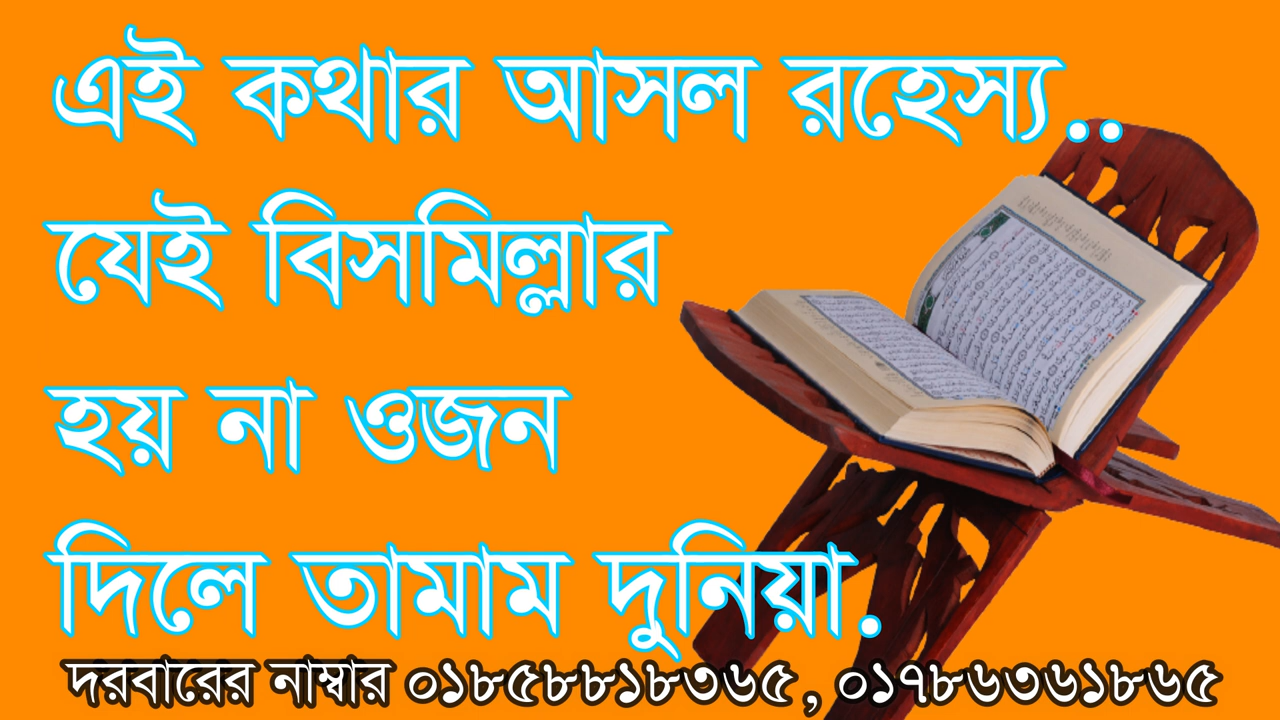 এই কথার আসল রহেস্য..
যেই বিসমিল্লার
হয় না ওজন
দিলে তামাম দুনিয়া.
দরবারের নাম্বার ০১৮৫৮৮১৮৩৬৫, ০১৭৮৬৩৬১৮৬৫